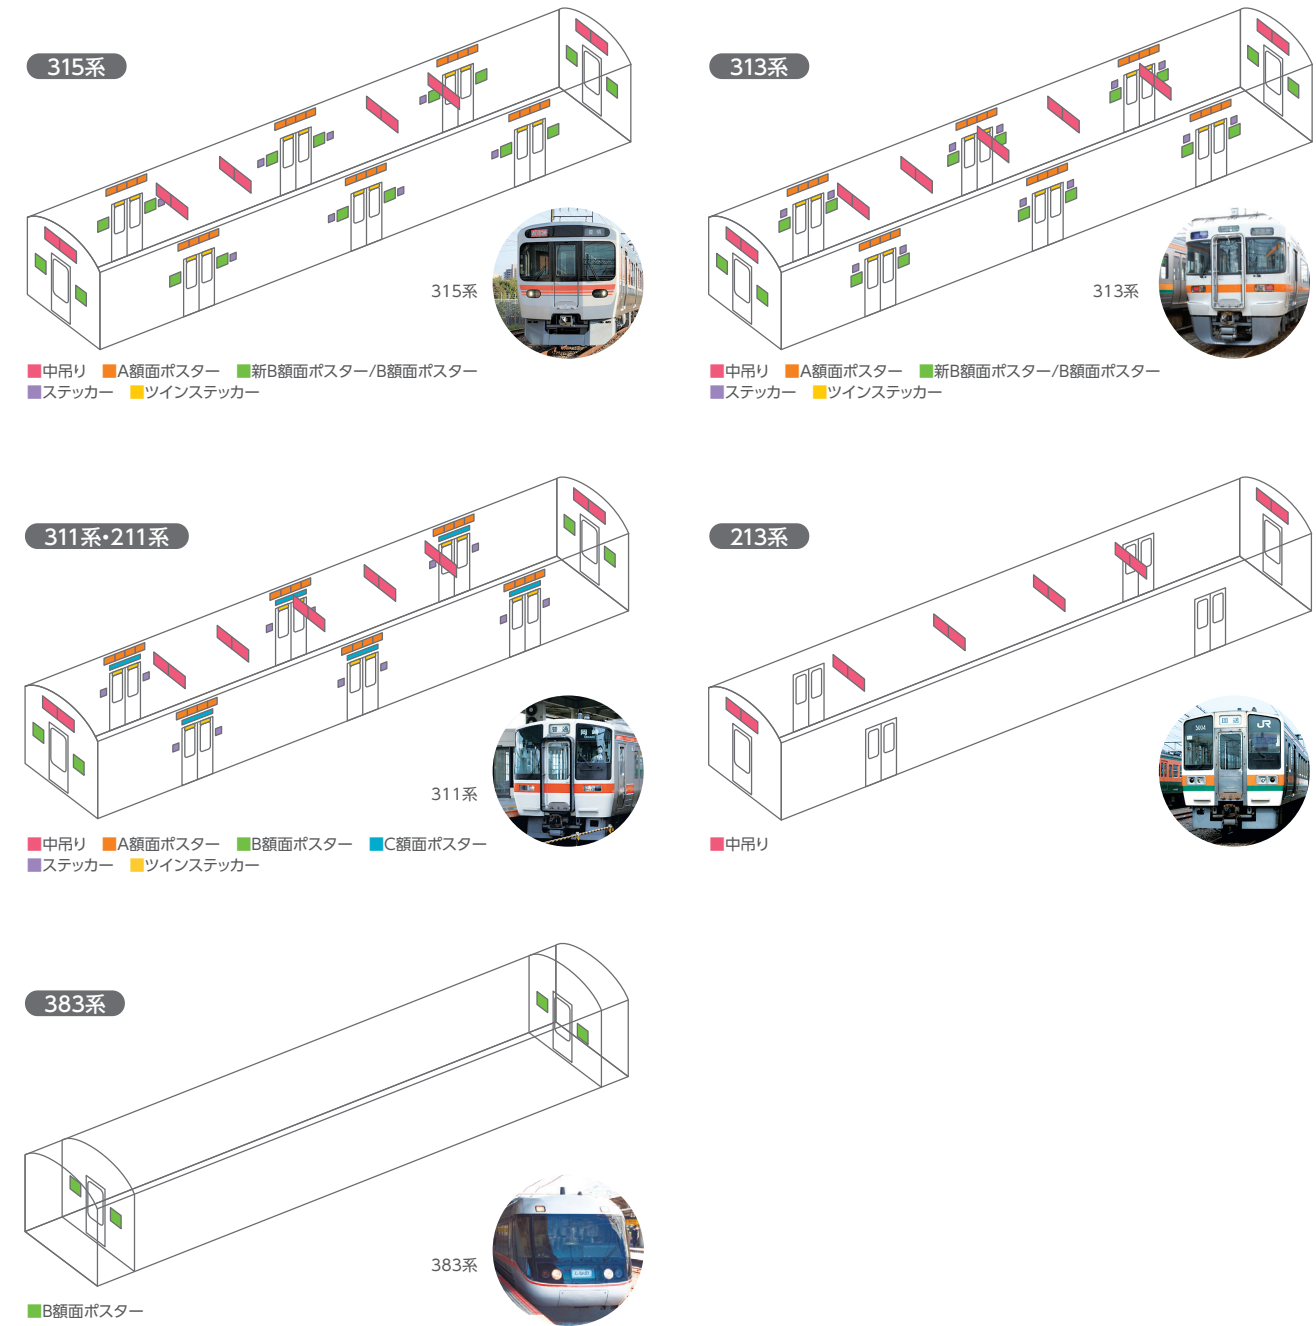 315系
315系
■中吊り ■A額面ポスター ■新B額面ポスター/B額面ポスター
■ステッカー ■ツインステッカー
313系
313系
■中吊り ■A額面ポスター ■新B額面ポスター/B額面ポスター
■ステッカー ■ツインステッカー
311系・211系
普通
311系
■中吊り ■A額面ポスター ■B額面ポスター ■C額面ポスター
■ステッカー ■ツインステッカー
213系
回送
JR
■中吊り
383系
383系
■B額面ポスター